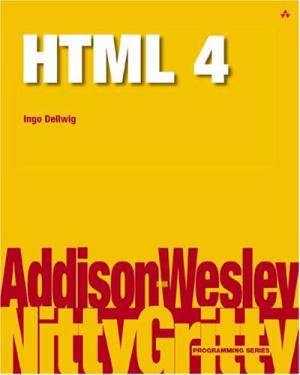 HTML 4
Ingo Dellwig
Addison-Wesley
NittyGritty
PROGRAMMING SERIES